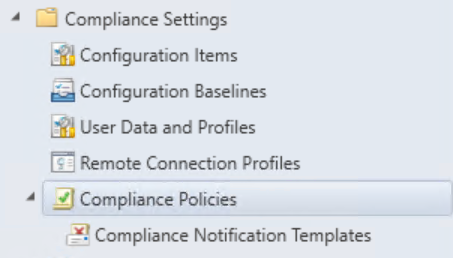 Compliance Settings
Configuration Items
Configuration Baselines
User Data and Profiles
Remote Connection Profiles
Compliance Policies
Compliance Notification Templates